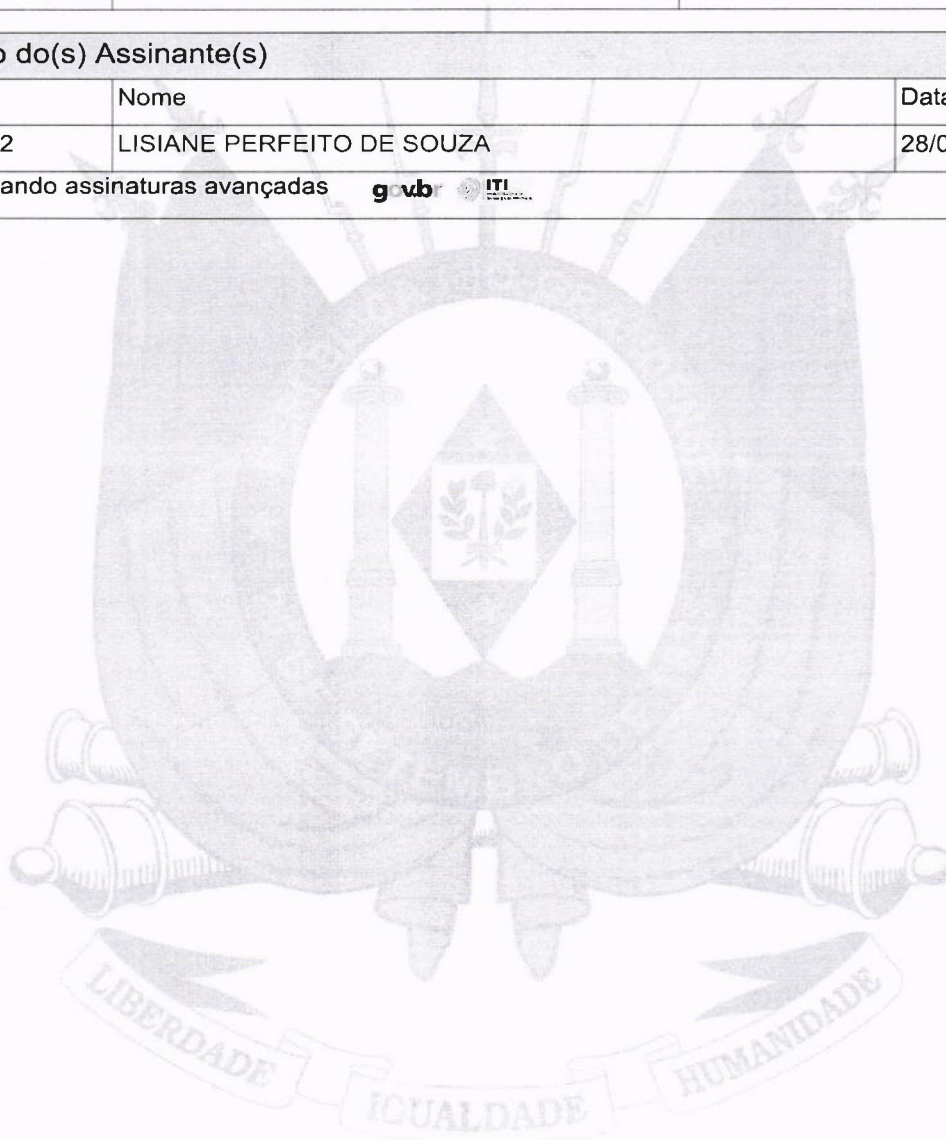 o do(s) Assinante(s)
Nome Data
2 LISIANE PERFEITO DE SOUZA 28/0
ando assinaturas avançadas gov.br ITI
LIBERDADE
IGUALDADE
HUMANIDADE